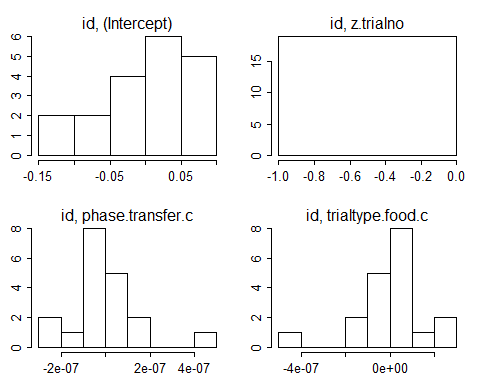 id, (Intercept)
6
5
4
3
2
1
0
-0.15 -0.05 0.05
id, z.trialno
15
10
5
0
-1.0 -0.8 -0.6 -0.4 -0.2 0.0
id, phase.transfer.c
8
6
4
2
0
-2e-07 2e-07 4e-07
id, trialtype.food.c
8
6
4
2
0
-4e-07 0e+00